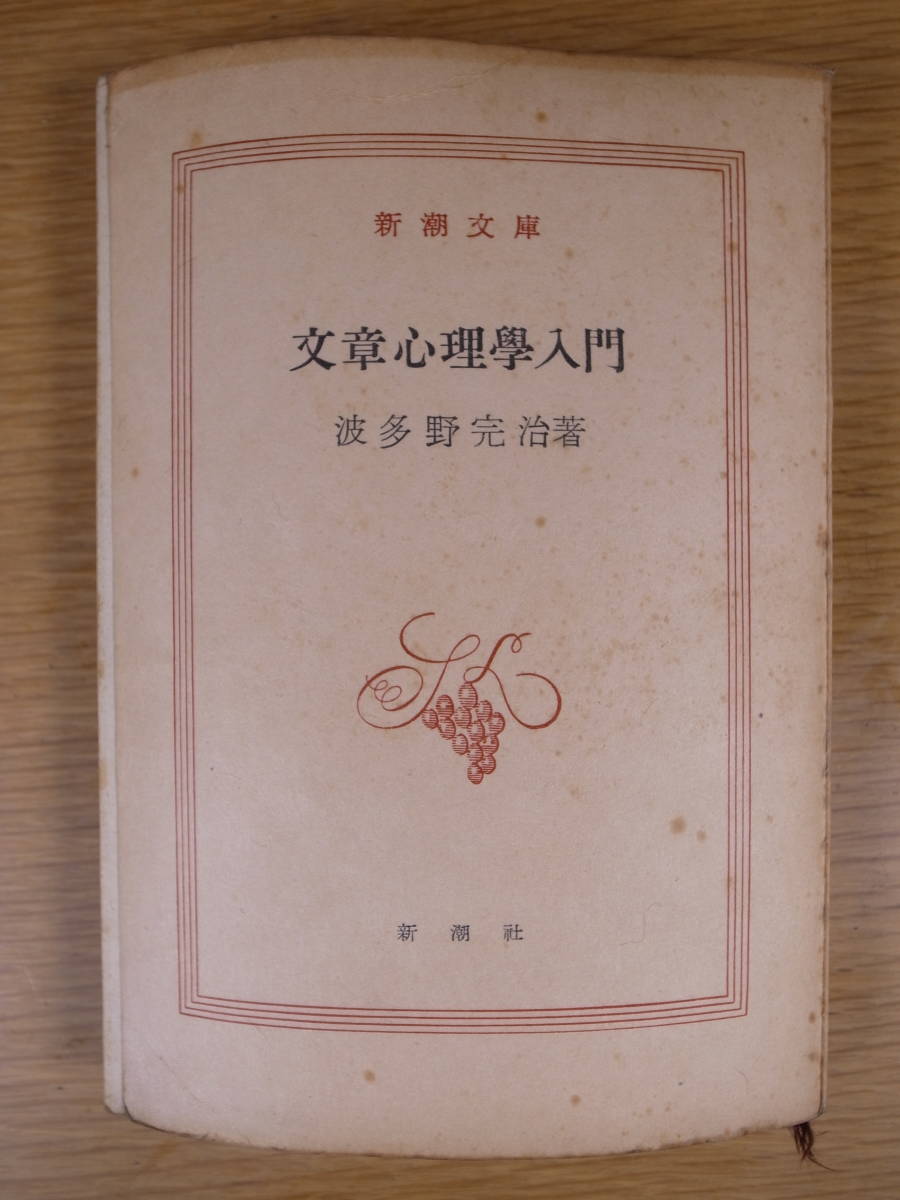 新潮文庫
文章心理學入門
波多野完治著
新潮社